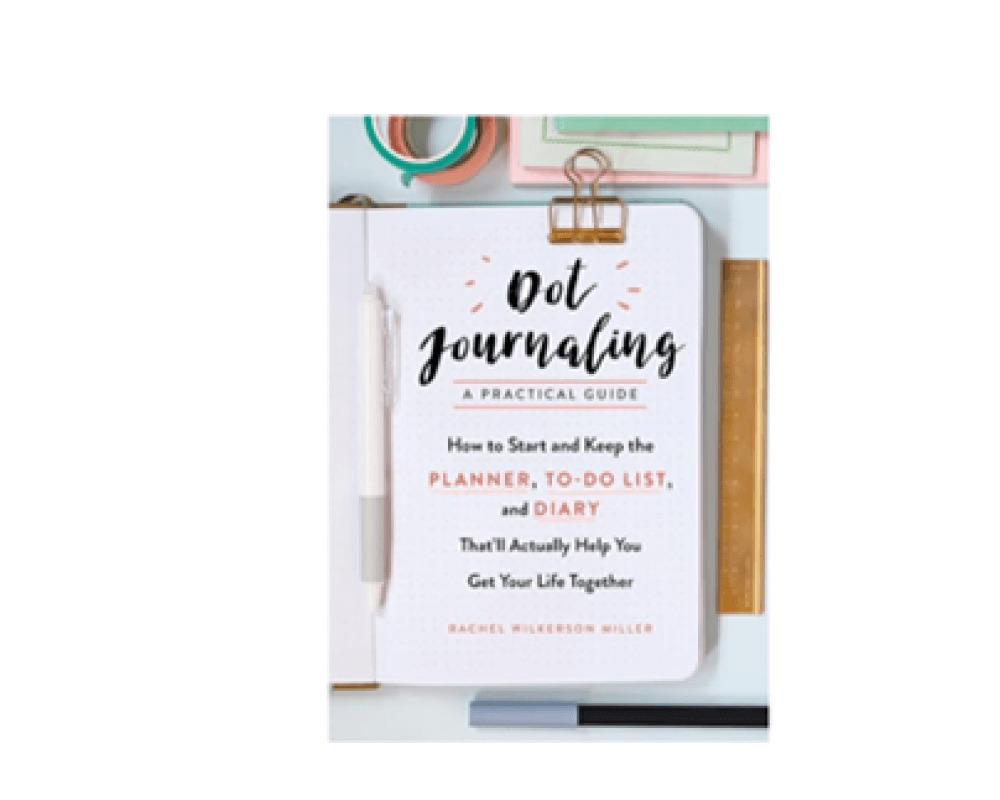 Dot
Journaling
A PRACTICAL GUIDE
How to Start and Keep the
PLANNER, TO-DO LIST,
and DIARY
That'll Actually Help You
Get Your Life Together
RACHEL WILKERSON MILLER